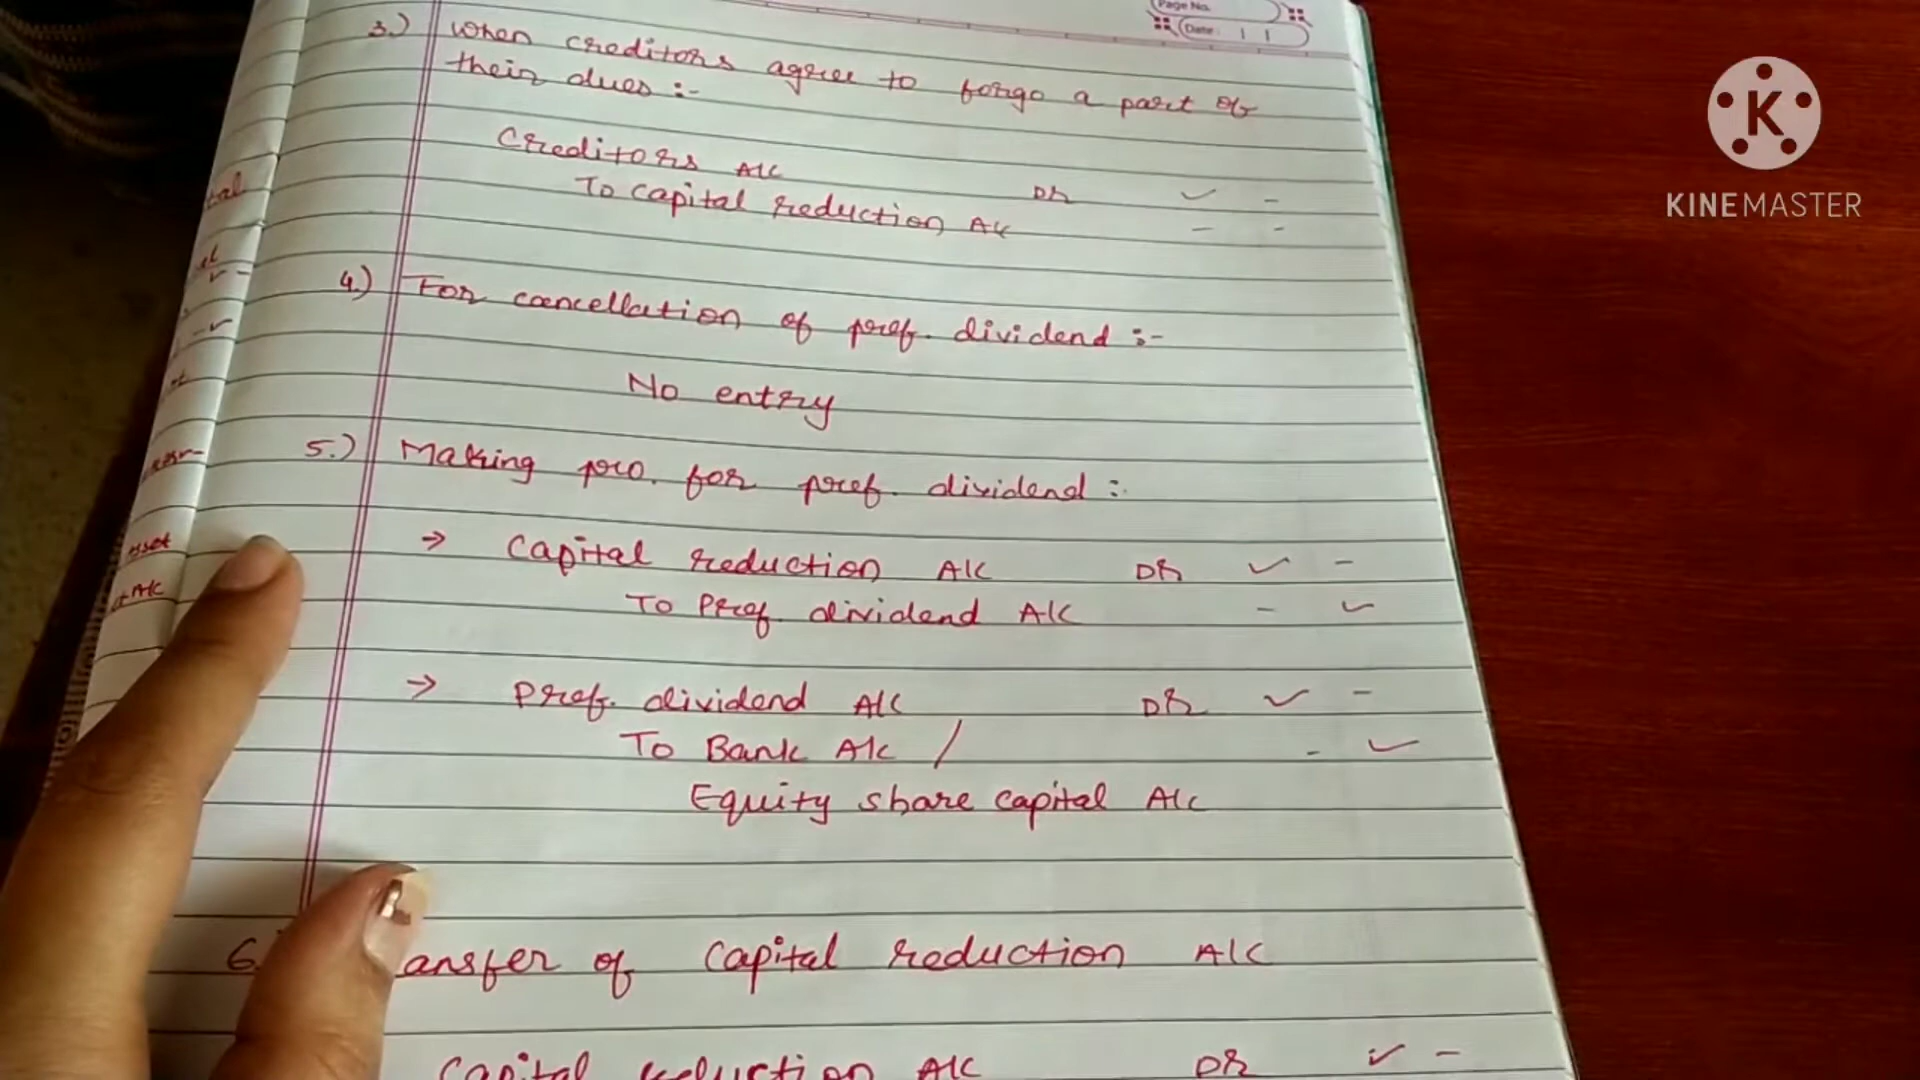 Page No.
Date:
3.) When creditors agree to forgo a part of
their dues :-
Creditors A/c DR ✓ -
To capital reduction A/c - -
4.) For cancellation of pref. dividend :-
No entry
5.) Making pro. for pref. dividend :-
→ Capital reduction A/c DR ✓ -
To Pref. dividend A/c - ✓
→ Pref. dividend A/c DR ✓ -
To Bank A/c / - ✓
Equity share capital A/c
6. ansfer of capital reduction A/c
Capital reduction A/c DR ✓ -
sset
A/c
K
KINEMASTER